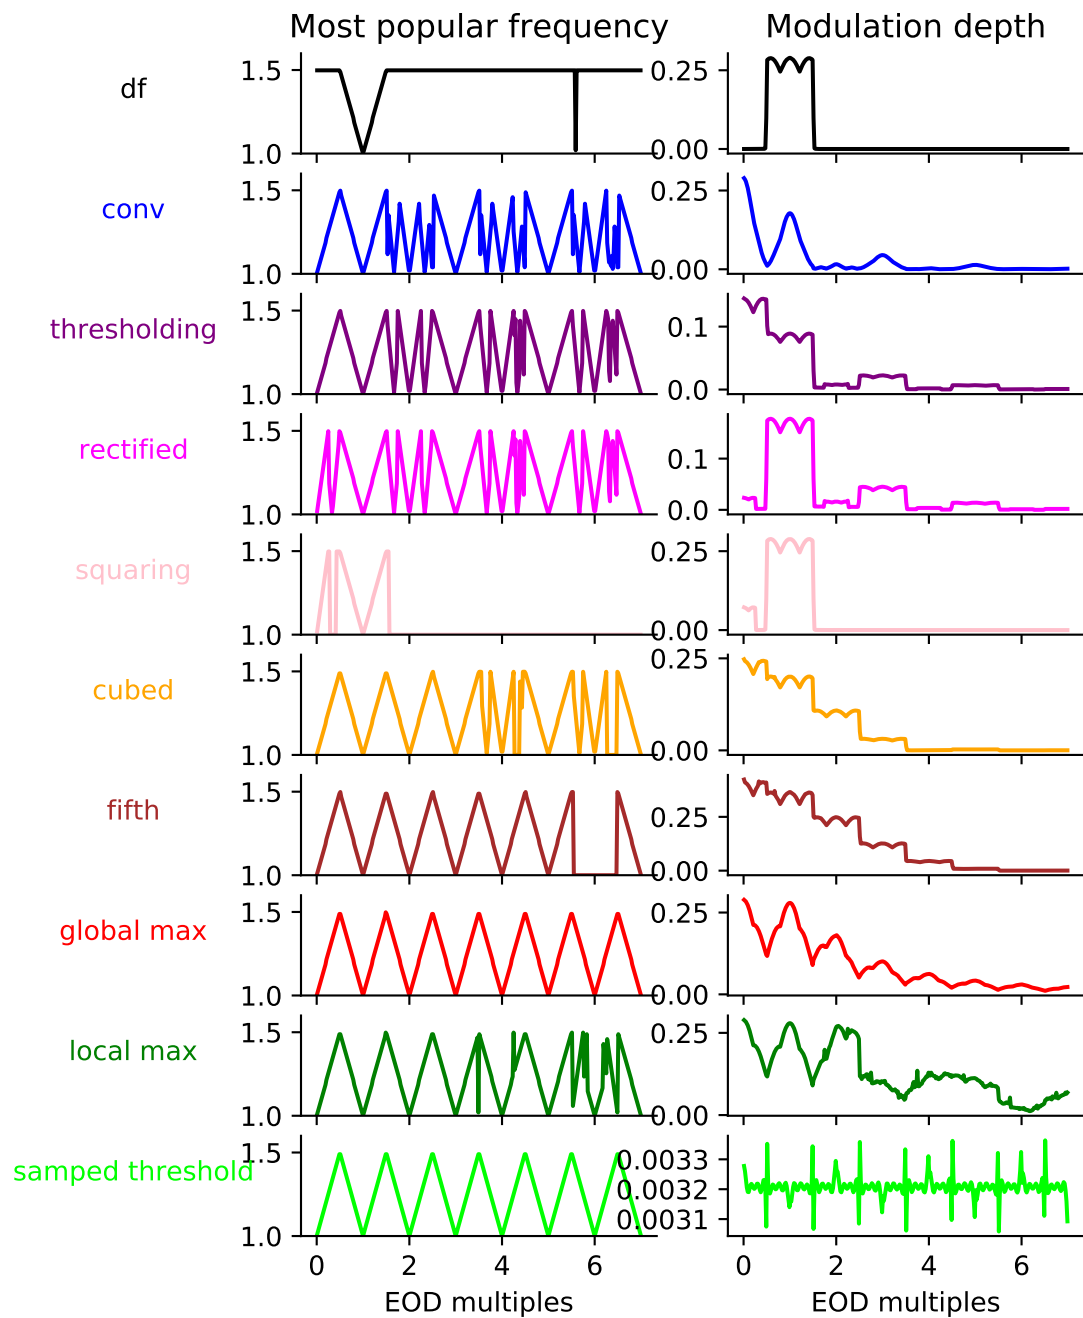 Most popular frequency Modulation depth
df 1.5 1.0 0.25 0.00
conv 1.5 1.0 0.25 0.00
thresholding 1.5 1.0 0.1 0.0
rectified 1.5 1.0 0.1 0.0
squaring 1.5 1.0 0.25 0.00
cubed 1.5 1.0 0.25 0.00
fifth 1.5 1.0 0.25 0.00
global max 1.5 1.0 0.25 0.00
local max 1.5 1.0 0.25 0.00
samped threshold 1.5 1.0 0.0033 0.0032 0.0031
0 2 4 6 0 2 4 6
EOD multiples EOD multiples